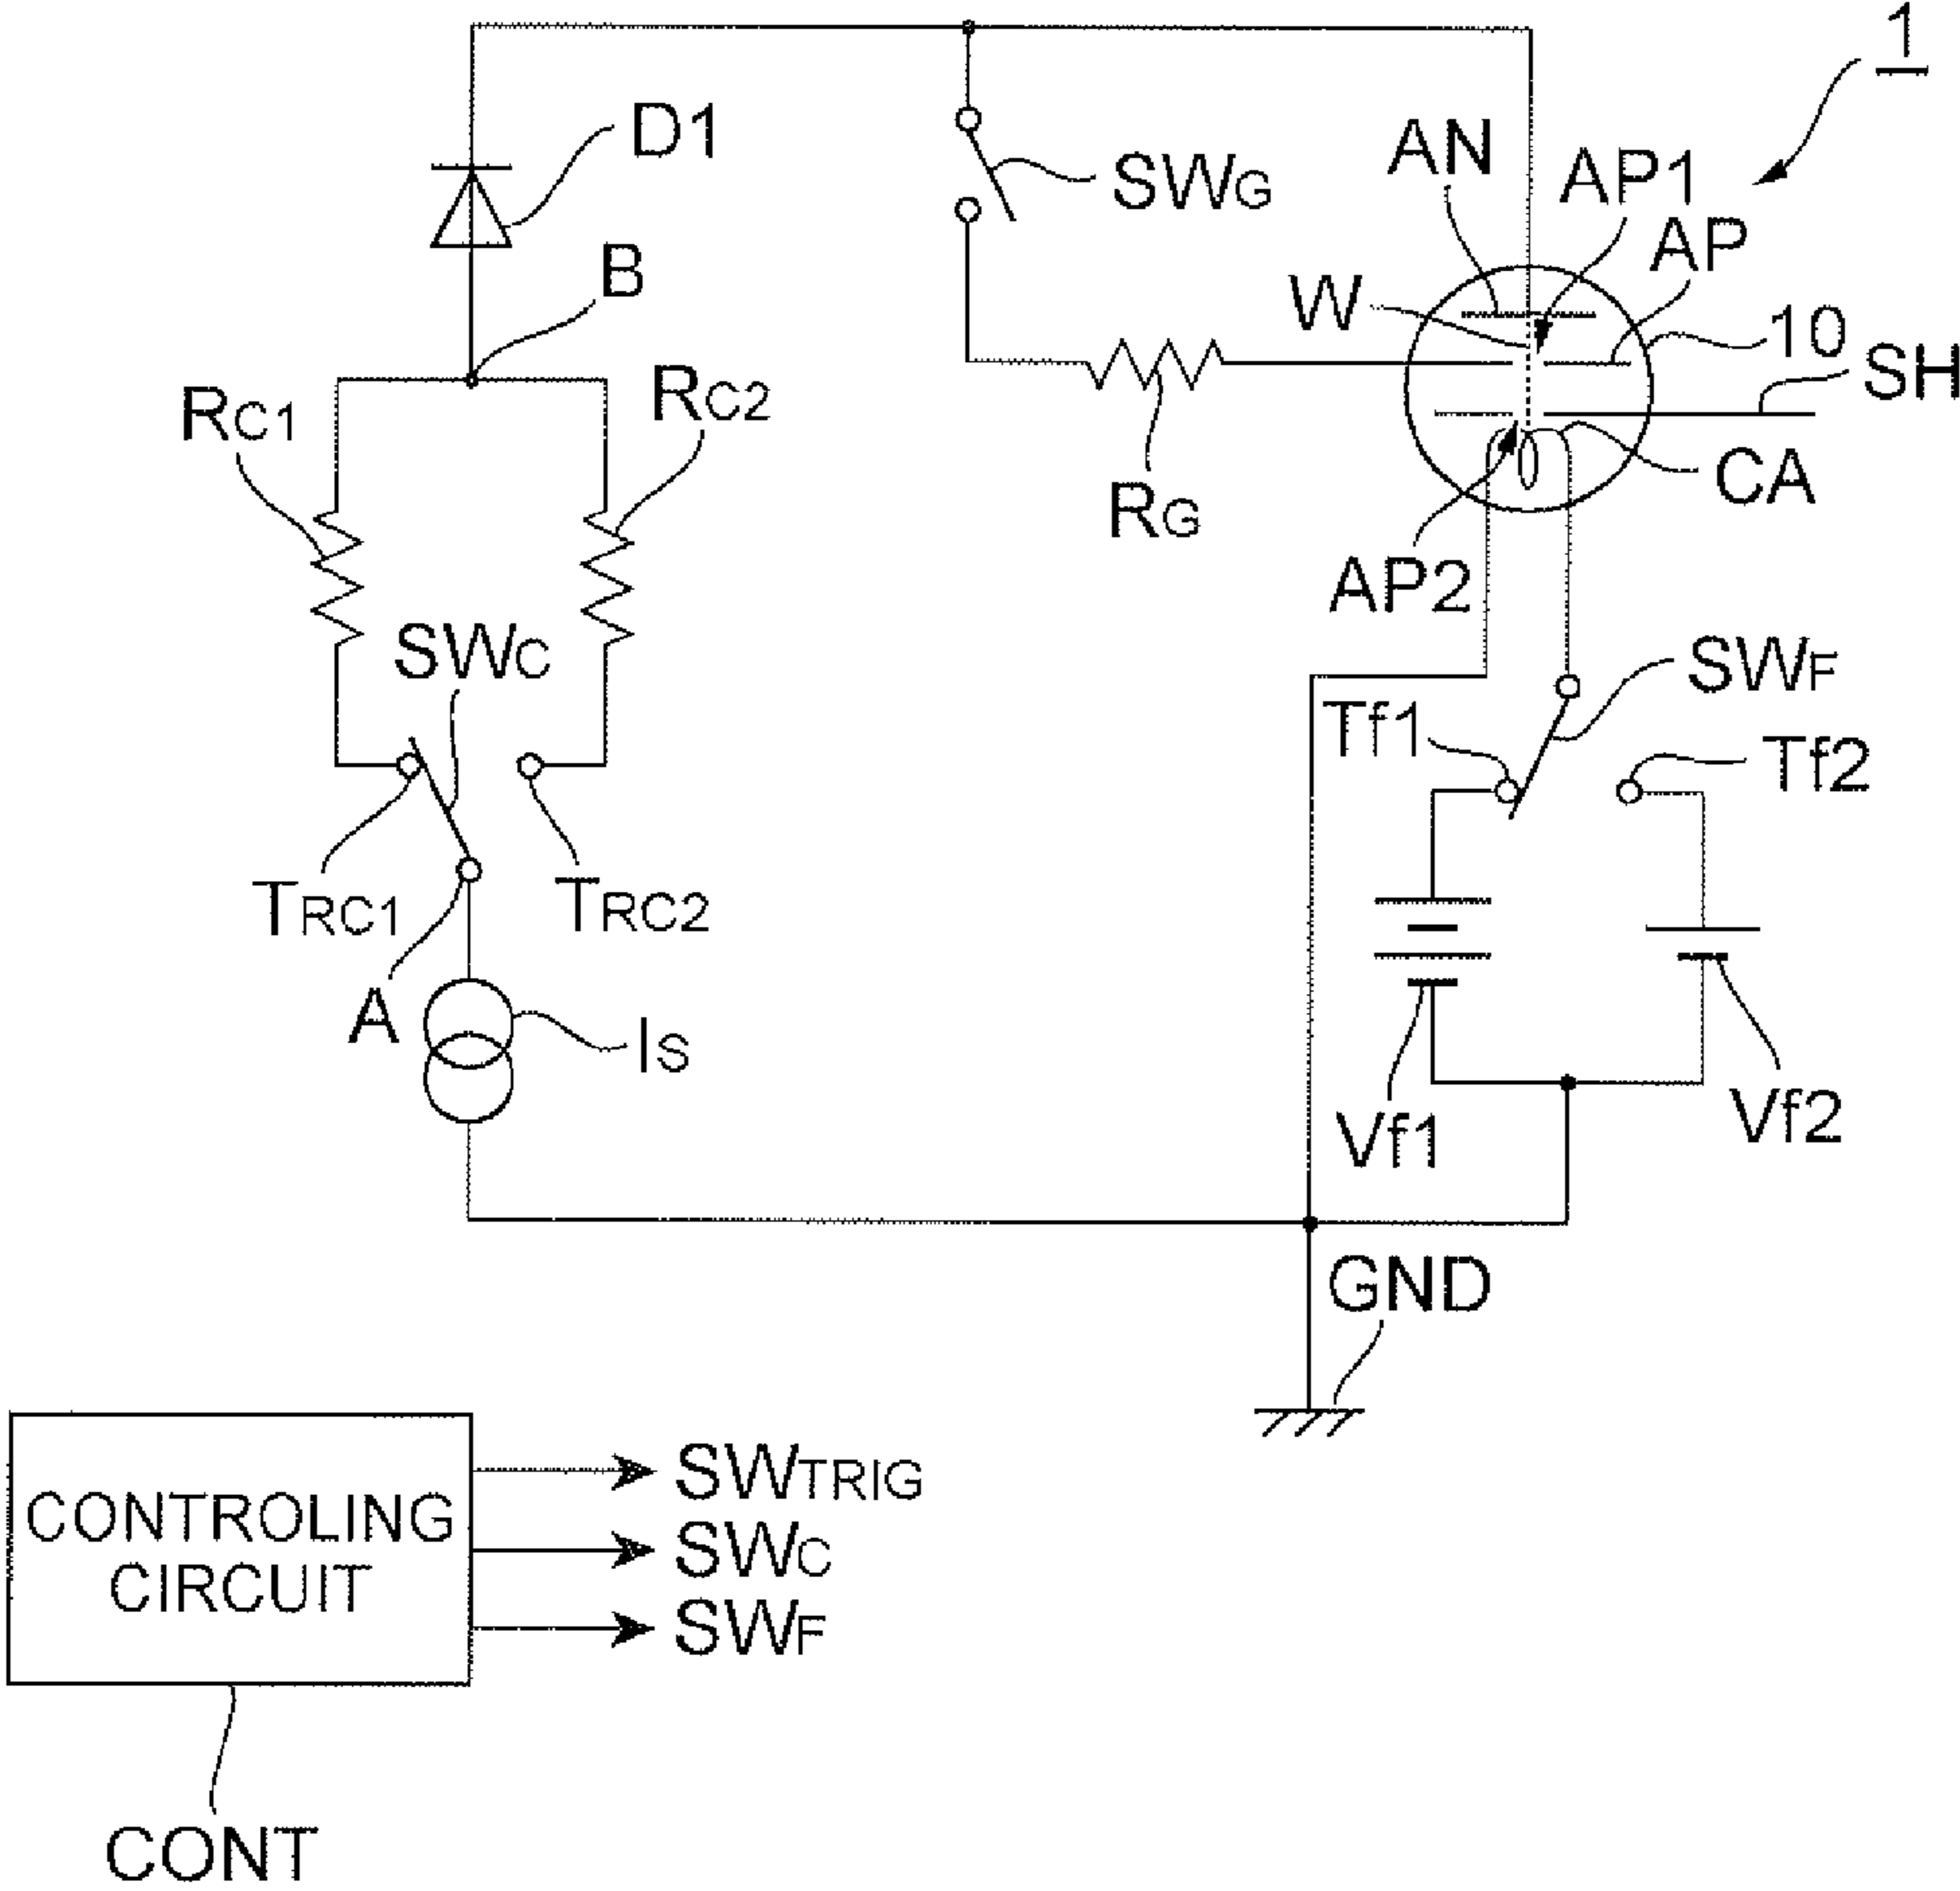 1
D1
AN
AP1
SWG
AP
B
W
10
SH
RC1
RC2
CA
RG
AP2
SWC
SWF
Tf1
Tf2
TRC1
TRC2
A
IS
Vf1
Vf2
GND
CONTROLING
CIRCUIT
SWTRIG
SWC
SWF
CONT